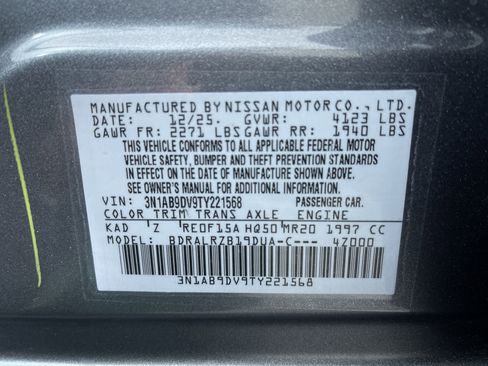 MANUFACTURED BY NISSAN MOTOR CO., LTD.
DATE: 12/25. GVWR: 4123 LBS
GAWR FR: 2271 LBS GAWR RR: 1940 LBS
THIS VEHICLE CONFORMS TO ALL APPLICABLE FEDERAL MOTOR
VEHICLE SAFETY, BUMPER AND THEFT PREVENTION STANDARDS
IN EFFECT ON THE DATE OF MANUFACTURE SHOWN ABOVE.
SEE OWNER'S MANUAL FOR ADDITIONAL INFORMATION.
VIN: 3N1AB9DV9TY221568 PASSENGER CAR.
COLOR TRIM TRANS AXLE ENGINE
KAD Z RE0F15A HQ50 MR20 1997 CC
MODEL: BDRALRZB19DUA-C--- 4Z000
3N1AB9DV9TY221568